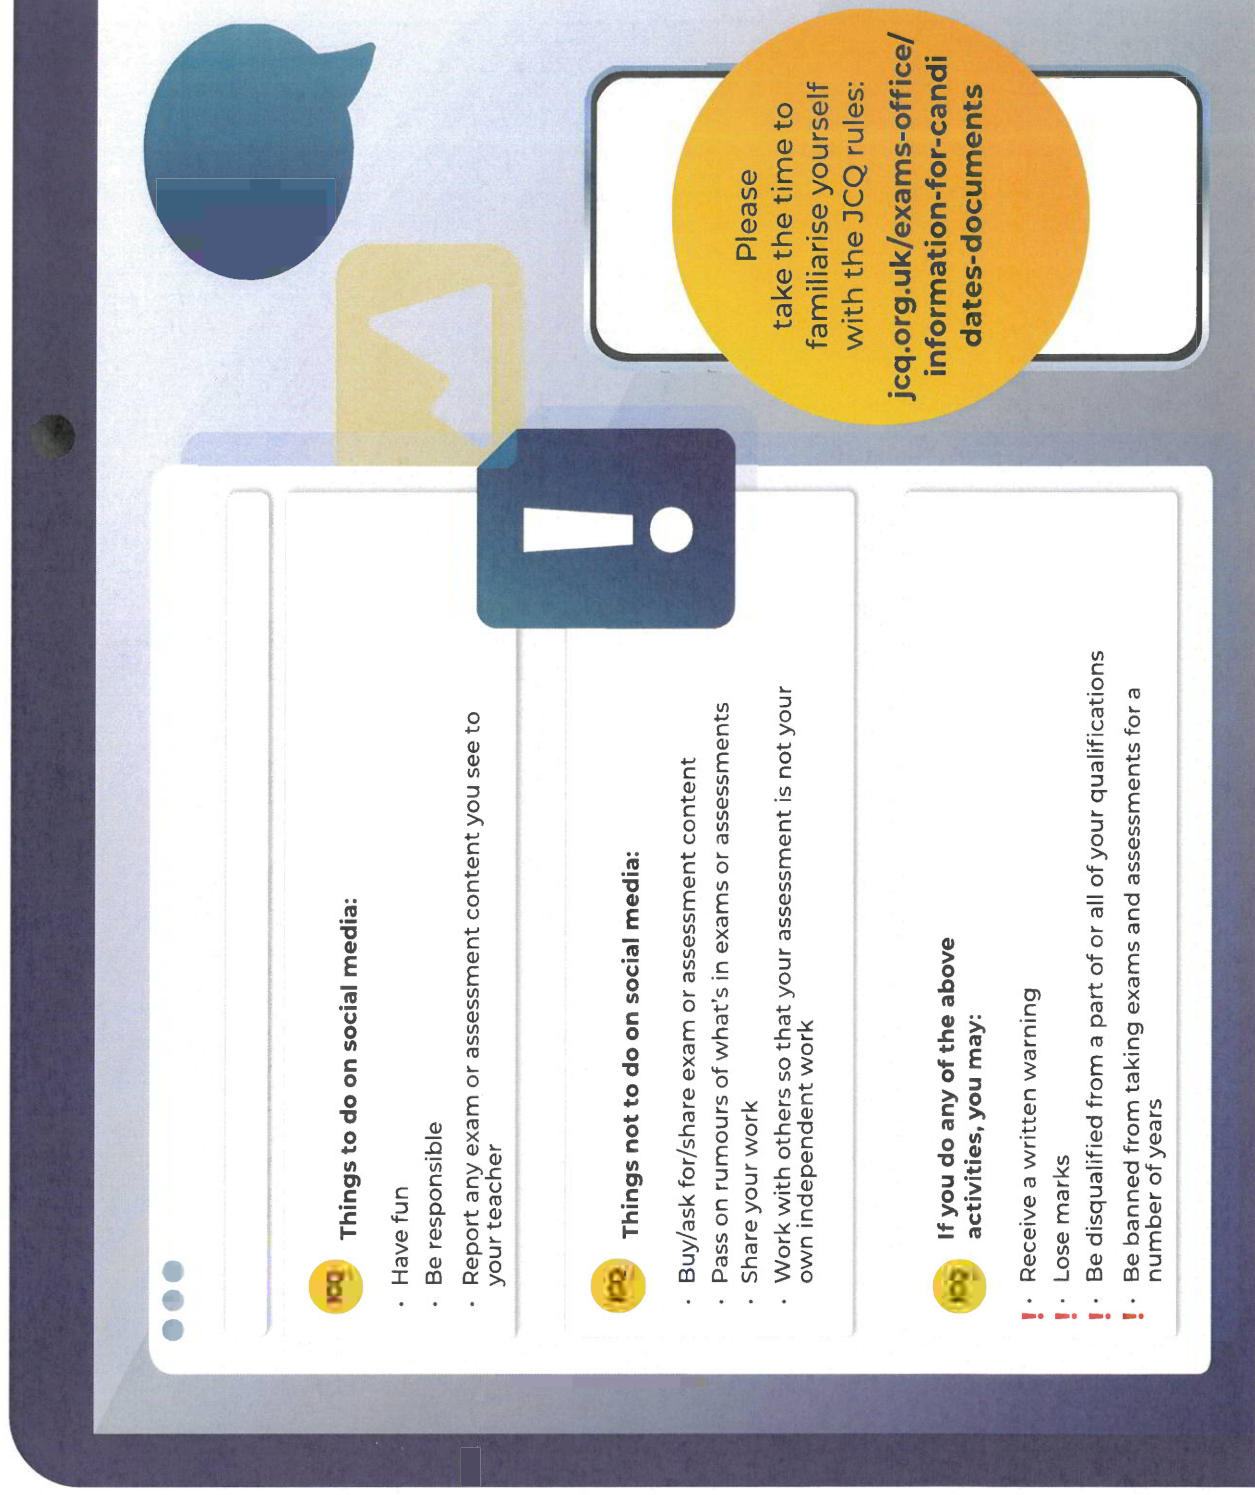 Things to do on social media:
· Have fun
· Be responsible
· Report any exam or assessment content you see to
your teacher
Things not to do on social media:
· Buy/ask for/share exam or assessment content
· Pass on rumours of what's in exams or assessments
· Share your work
· Work with others so that your assessment is not your
own independent work
If you do any of the above
activities, you may:
! · Receive a written warning
! · Lose marks
! · Be disqualified from a part of or all of your qualifications
! · Be banned from taking exams and assessments for a
number of years
!
Please
take the time to
familiarise yourself
with the JCQ rules:
jcq.org.uk/exams-office/
information-for-candi
dates-documents